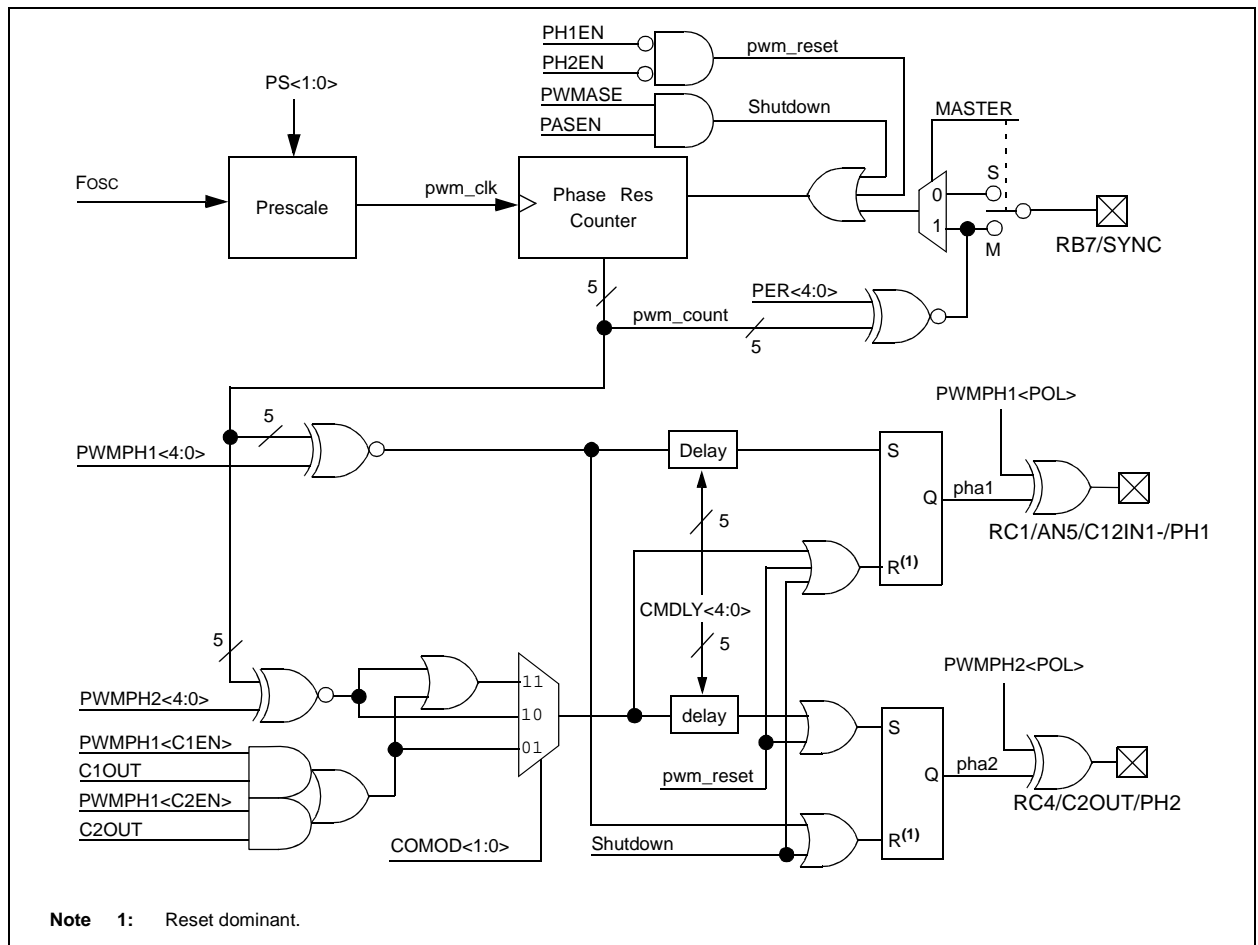 PH1EN
PH2EN
pwm_reset
PS<1:0>
PWMASE
PASEN
Shutdown
MASTER
FOSC
Prescale
pwm_clk
Phase Res
Counter
0
1
S
M
RB7/SYNC
5
PER<4:0>
pwm_count
5
PWMPH1<POL>
5
PWMPH1<4:0>
Delay
S
Q
R(1)
pha1
RC1/AN5/C12IN1-/PH1
5
CMDLY<4:0>
5
5
PWMPH2<4:0>
11
10
01
delay
PWMPH2<POL>
S
Q
R(1)
pha2
RC4/C2OUT/PH2
PWMPH1<C1EN>
C1OUT
PWMPH1<C2EN>
C2OUT
pwm_reset
COMOD<1:0>
Shutdown
Note 1: Reset dominant.